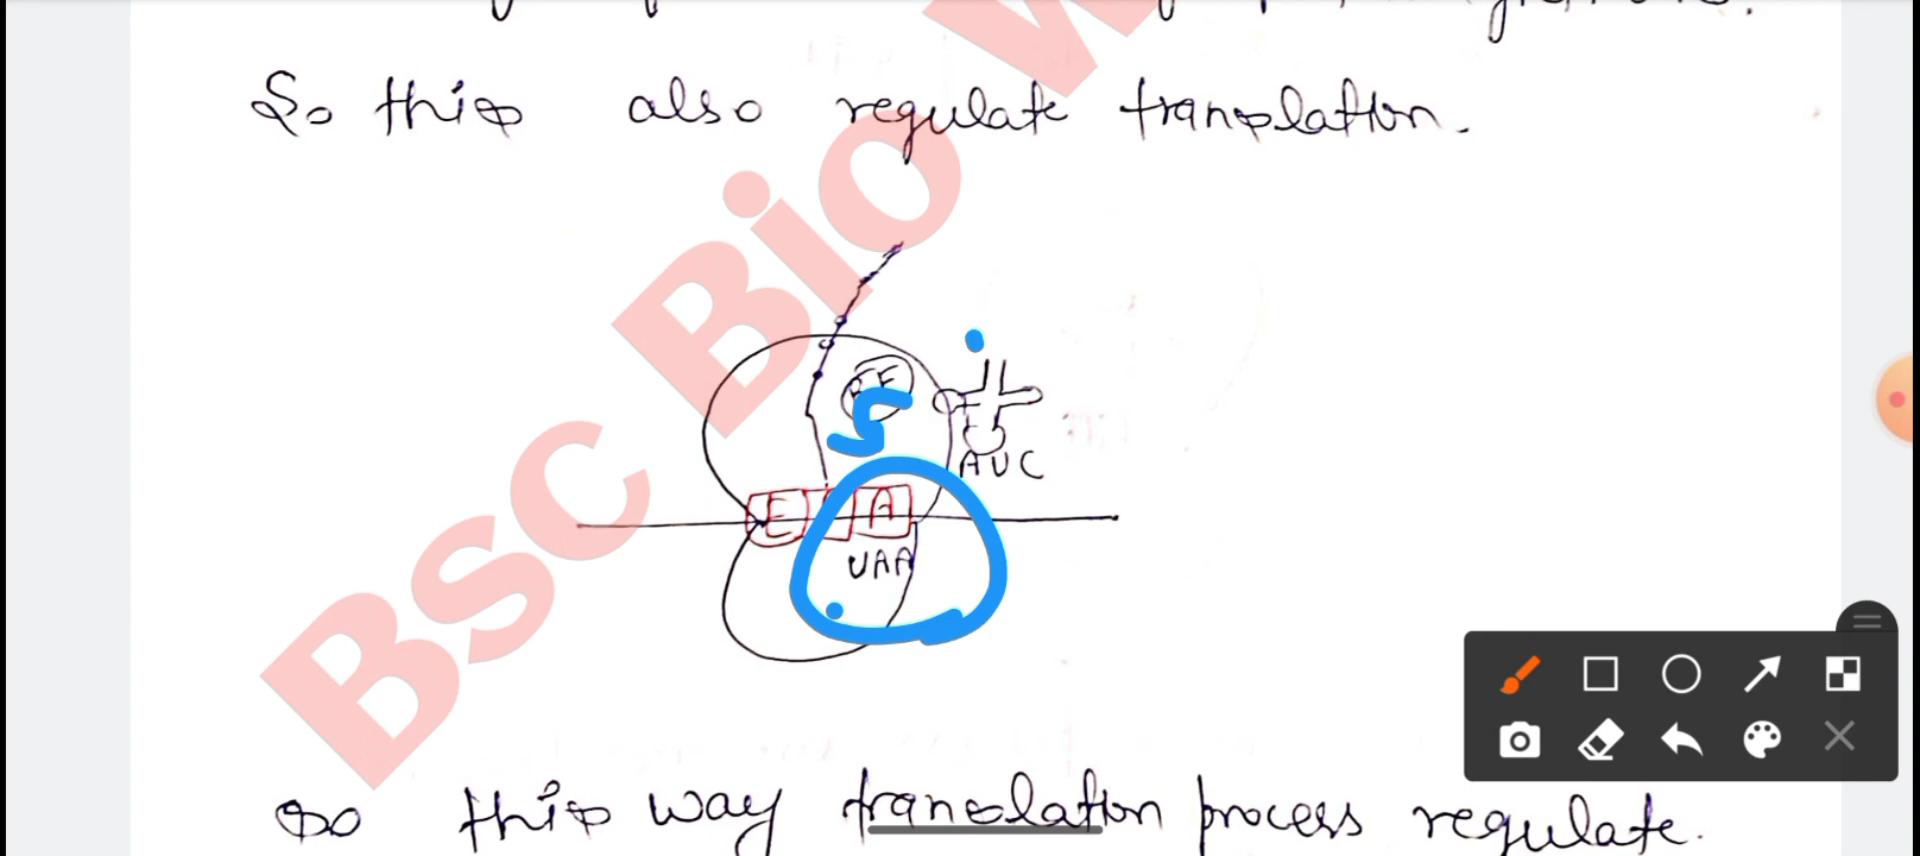 So this also regulate translation.
RF
AUC
E A
UAA
So this way translation process regulate.
BSc Bio